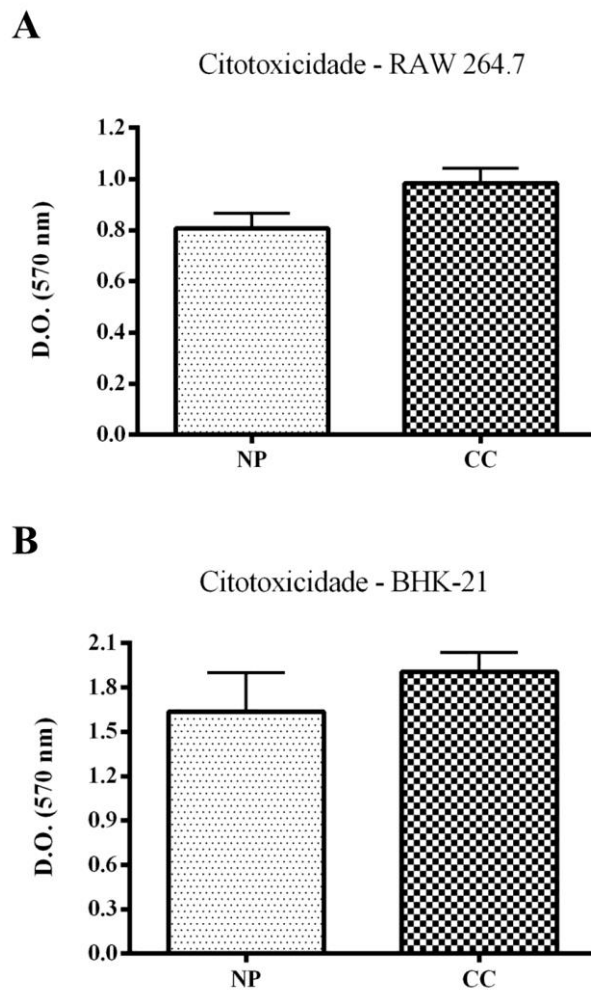 A
Citotoxicidade - RAW 264.7
1.2
1.0
0.8
0.6
0.4
0.2
0.0
D.O. (570 nm)
NP CC
B
Citotoxicidade - BHK-21
2.1
1.8
1.5
1.2
0.9
0.6
0.3
0.0
D.O. (570 nm)
NP CC